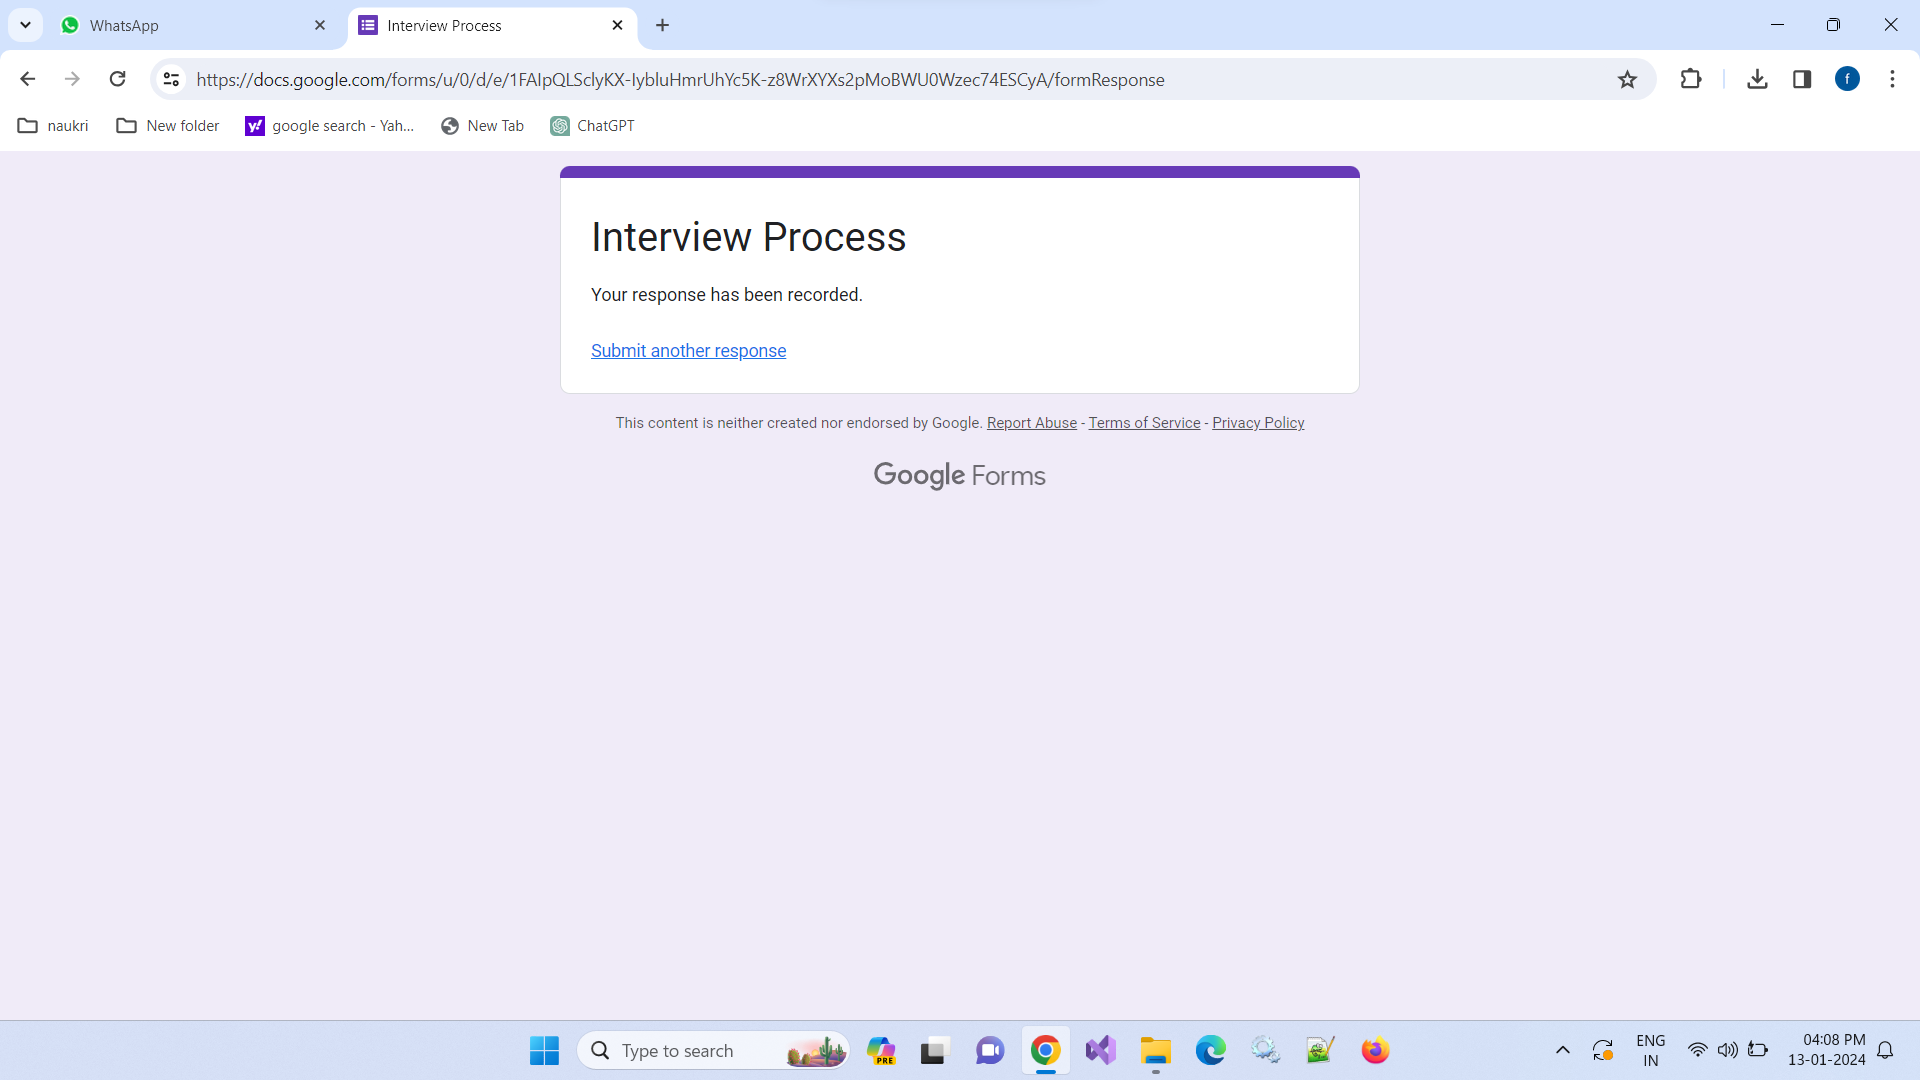 WhatsApp
Interview Process
https://docs.google.com/forms/u/0/d/e/1FAIpQLSclyKX-IybluHmrUhYc5K-z8WrXYXs2pMoBWU0Wzec74ESCyA/formResponse
f
naukri
New folder
google search - Yah...
New Tab
ChatGPT
Interview Process
Your response has been recorded.
Submit another response
This content is neither created nor endorsed by Google. Report Abuse - Terms of Service - Privacy Policy
Google Forms
Type to search
PRE
ENG
IN
04:08 PM
13-01-2024